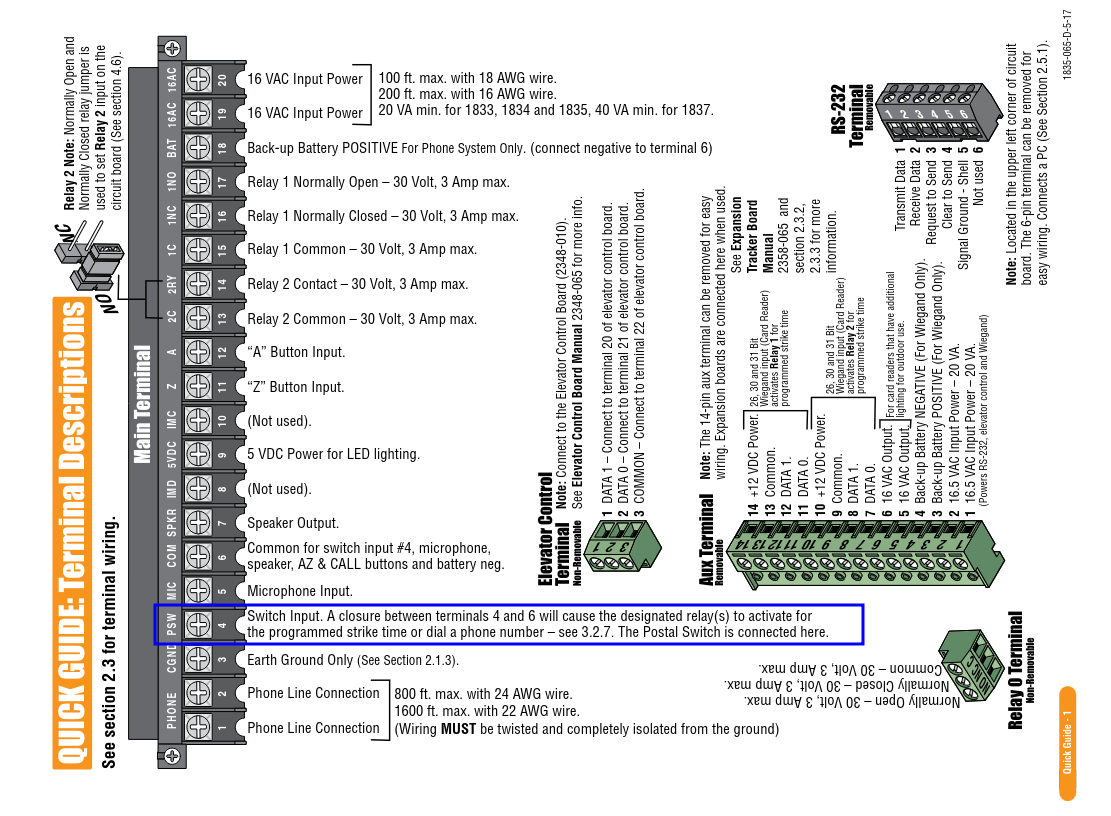 QUICK GUIDE: Terminal Descriptions
See section 2.3 for terminal wiring.
Relay 2 Note: Normally Open and
Normally Closed relay jumper is
used to set Relay 2 input on the
circuit board (See section 4.6).
NC
NO
Main Terminal
16AC
20
16 VAC Input Power
16AC
19
16 VAC Input Power
100 ft. max. with 18 AWG wire.
200 ft. max. with 16 AWG wire.
20 VA min. for 1833, 1834 and 1835, 40 VA min. for 1837.
BAT
18
Back-up Battery POSITIVE For Phone System Only. (connect negative to terminal 6)
1NO
17
Relay 1 Normally Open – 30 Volt, 3 Amp max.
1NC
16
Relay 1 Normally Closed – 30 Volt, 3 Amp max.
1C
15
Relay 1 Common – 30 Volt, 3 Amp max.
2RY
14
Relay 2 Contact – 30 Volt, 3 Amp max.
2C
13
Relay 2 Common – 30 Volt, 3 Amp max.
A
12
“A” Button Input.
Z
11
“Z” Button Input.
IMC
10
(Not used).
5VDC
9
5 VDC Power for LED lighting.
IMD
8
(Not used).
SPKR
7
Speaker Output.
COM
6
Common for switch input #4, microphone,
speaker, AZ & CALL buttons and battery neg.
MIC
5
Microphone Input.
PSW
4
Switch Input. A closure between terminals 4 and 6 will cause the designated relay(s) to activate for
the programmed strike time or dial a phone number – see 3.2.7. The Postal Switch is connected here.
CGND
3
Earth Ground Only (See Section 2.1.3).
PHONE
2
Phone Line Connection
1
Phone Line Connection
800 ft. max. with 24 AWG wire.
1600 ft. max. with 22 AWG wire.
(Wiring MUST be twisted and completely isolated from the ground)
Elevator Control
Terminal
Non-Removable
Note: Connect to the Elevator Control Board (2348-010).
See Elevator Control Board Manual 2348-065 for more info.
1 DATA 1 – Connect to terminal 20 of elevator control board.
2 DATA 0 – Connect to terminal 21 of elevator control board.
3 COMMON – Connect to terminal 22 of elevator control board.
3 2 1
Aux Terminal
Removable
Note: The 14-pin aux terminal can be removed for easy
wiring. Expansion boards are connected here when used.
14 +12 VDC Power.
13 Common.
12 DATA 1.
11 DATA 0.
10 +12 VDC Power.
9 Common.
8 DATA 1.
7 DATA 0.
6 16 VAC Output.
5 16 VAC Output.
4 Back-up Battery NEGATIVE (For Wiegand Only).
3 Back-up Battery POSITIVE (For Wiegand Only).
2 16.5 VAC Input Power – 20 VA.
1 16.5 VAC Input Power – 20 VA.
(Powers RS-232, elevator control and Wiegand)
14 13 12 11 10 9 8 7 6 5 4 3 2 1
26, 30 and 31 Bit
Wiegand input (Card Reader)
activates Relay 1 for
programmed strike time
26, 30 and 31 Bit
Wiegand input (Card Reader)
activates Relay 2 for
programmed strike time
For card readers that have additional
lighting for outdoor use.
See Expansion
Tracker Board
Manual
2358-065 and
section 2.3.2,
2.3.3 for more
information.
RS-232
Terminal
Removable
1 2 3 4 5 6
Transmit Data 1
Receive Data 2
Request to Send 3
Clear to Send 4
Signal Ground - Shell 5
Not used 6
Note: Located in the upper left corner of circuit
board. The 6-pin terminal can be removed for
easy wiring. Connects a PC (See Section 2.5.1).
Relay 0 Terminal
Non-Removable
Common – 30 Volt, 3 Amp max.
Normally Closed – 30 Volt, 3 Amp max.
Normally Open – 30 Volt, 3 Amp max.
NO NC C
Quick Guide - 1
1835-065-D-5-17